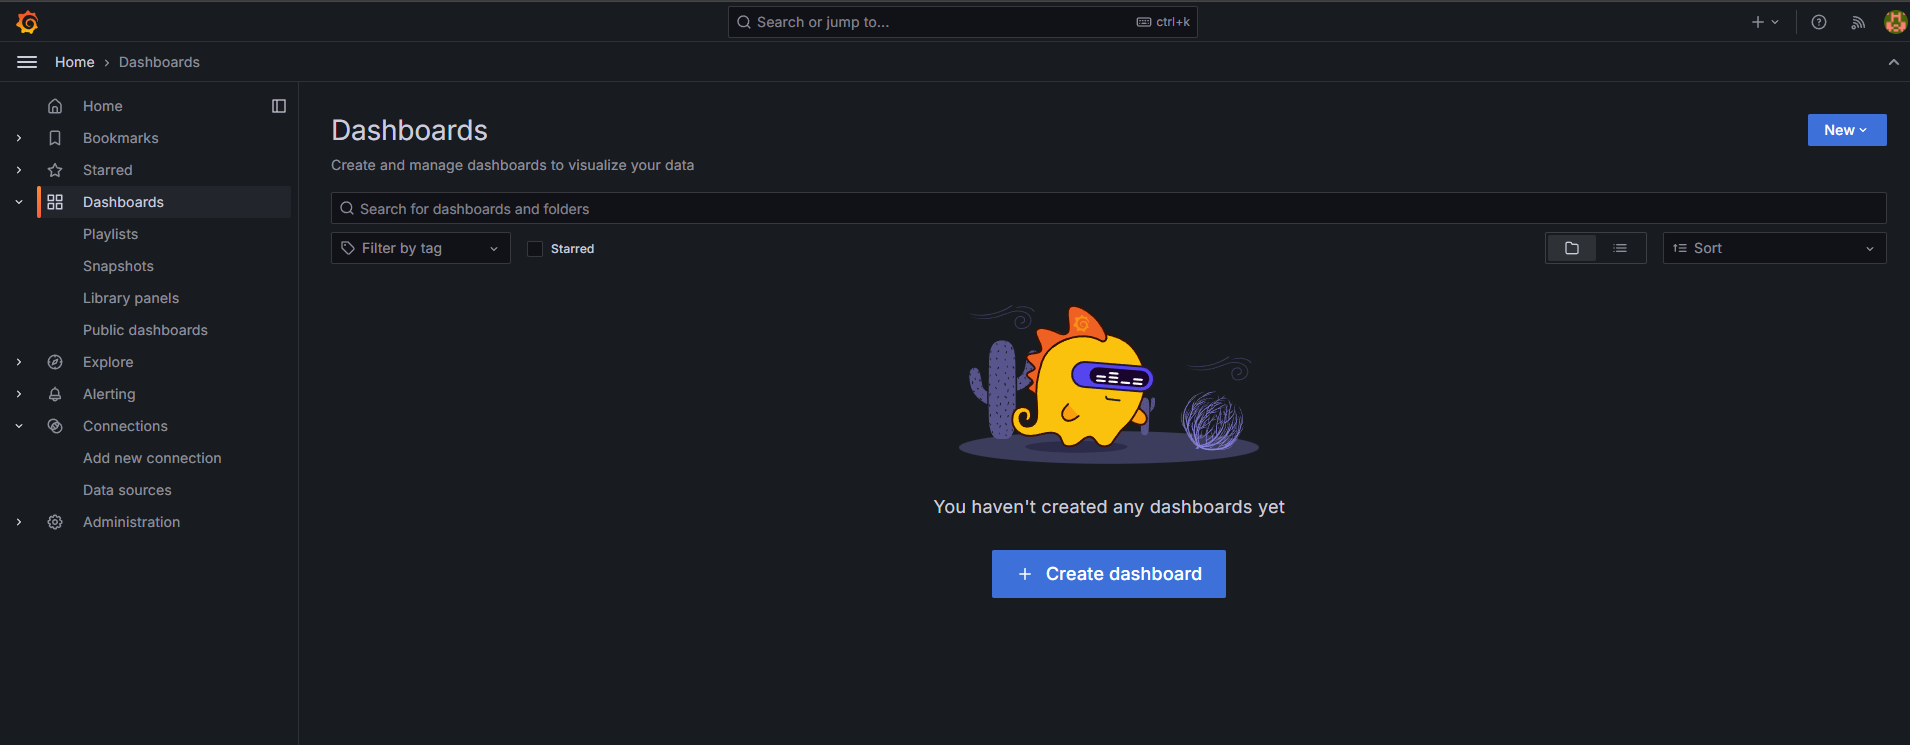 Search or jump to...
ctrl+k
Home
Dashboards
Home
Bookmarks
Starred
Dashboards
Playlists
Snapshots
Library panels
Public dashboards
Explore
Alerting
Connections
Add new connection
Data sources
Administration
Dashboards
New
Create and manage dashboards to visualize your data
Search for dashboards and folders
Filter by tag
Starred
Sort
You haven't created any dashboards yet
Create dashboard